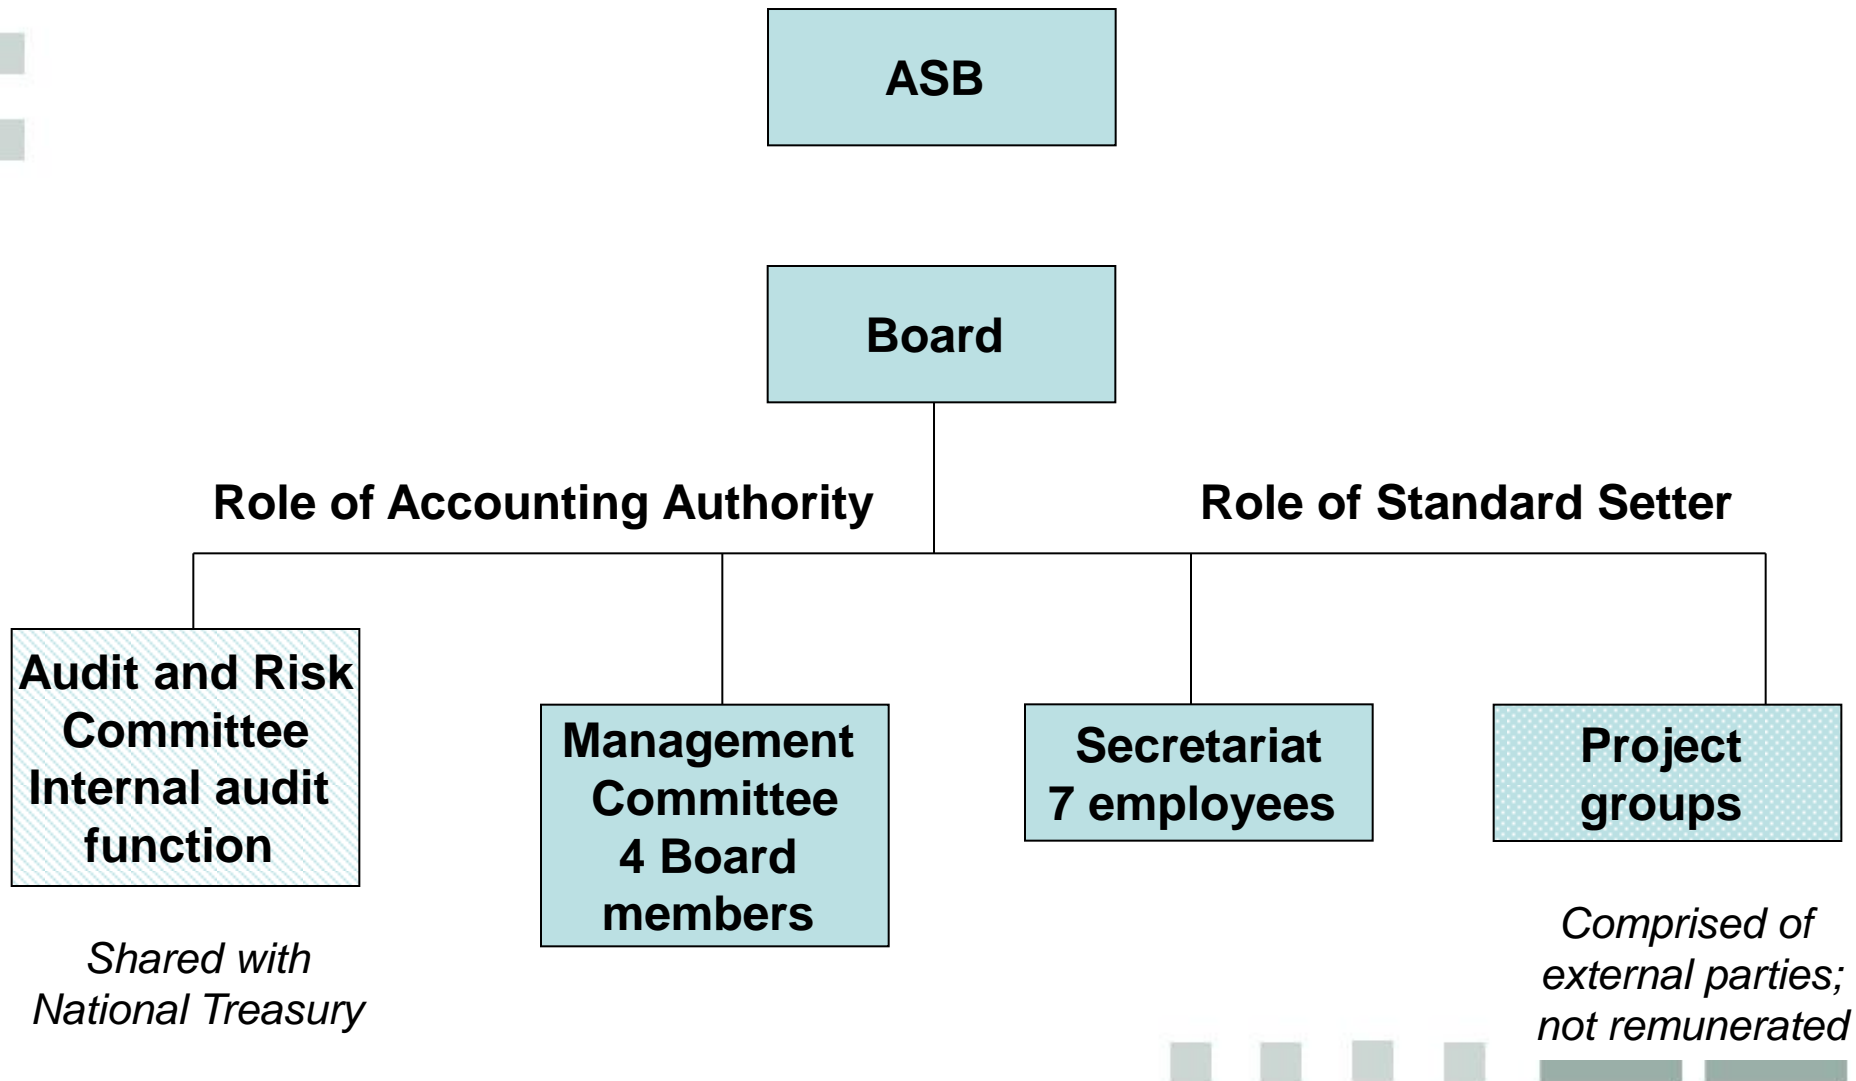 ASB
Board
Role of Accounting Authority
Role of Standard Setter
Audit and Risk
Committee
Internal audit
function
Management
Committee
4 Board
members
Secretariat
7 employees
Project
groups
Shared with
National Treasury
Comprised of
external parties;
not remunerated